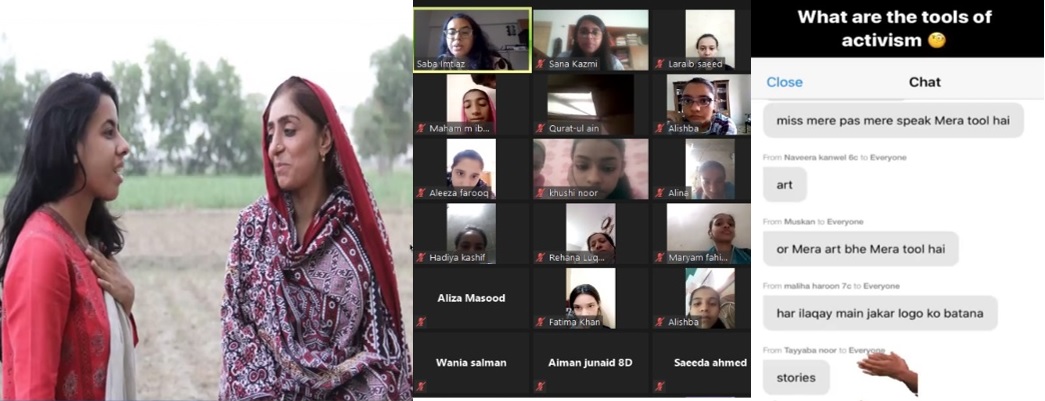 Saba Imtiaz
Sana Kazmi
Laraib saeed
Maham m ib...
Qurat-ul ain
Alishba
Aleeza farooq
khushi noor
Alina
Hadiya kashif
Rehana Luq...
Maryam fahi...
Aliza Masood
Fatima Khan
Alishba
Wania salman
Aiman junaid 8D
Saeeda ahmed
What are the tools of
activism 🧐
Close
Chat
miss mere pas mere speak Mera tool hai
From Naveera kanwel 6c to Everyone
art
From Muskan to Everyone
or Mera art bhe Mera tool hai
From maliha haroon 7c to Everyone
har ilaqay main jakar logo ko batana
From Tayyaba noor to Everyone
stories